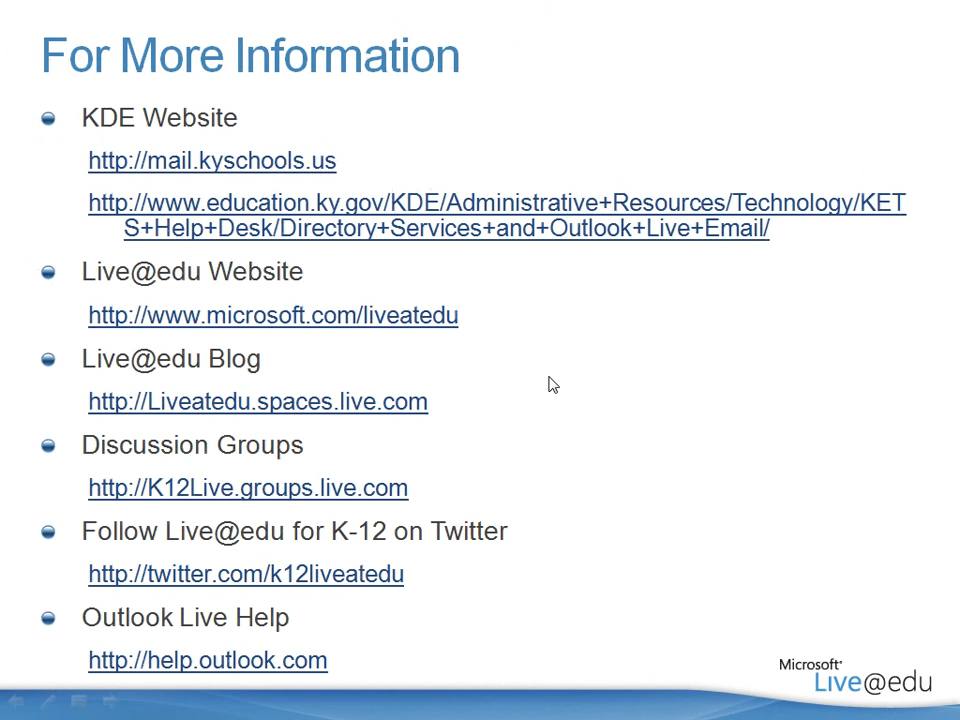 For More Information
KDE Website
http://mail.kyschools.us
http://www.education.ky.gov/KDE/Administrative+Resources/Technology/KET
S+Help+Desk/Directory+Services+and+Outlook+Live+Email/
Live@edu Website
http://www.microsoft.com/liveatedu
Live@edu Blog
http://Liveatedu.spaces.live.com
Discussion Groups
http://K12Live.groups.live.com
Follow Live@edu for K-12 on Twitter
http://twitter.com/k12liveatedu
Outlook Live Help
http://help.outlook.com
Microsoft®
Live@edu